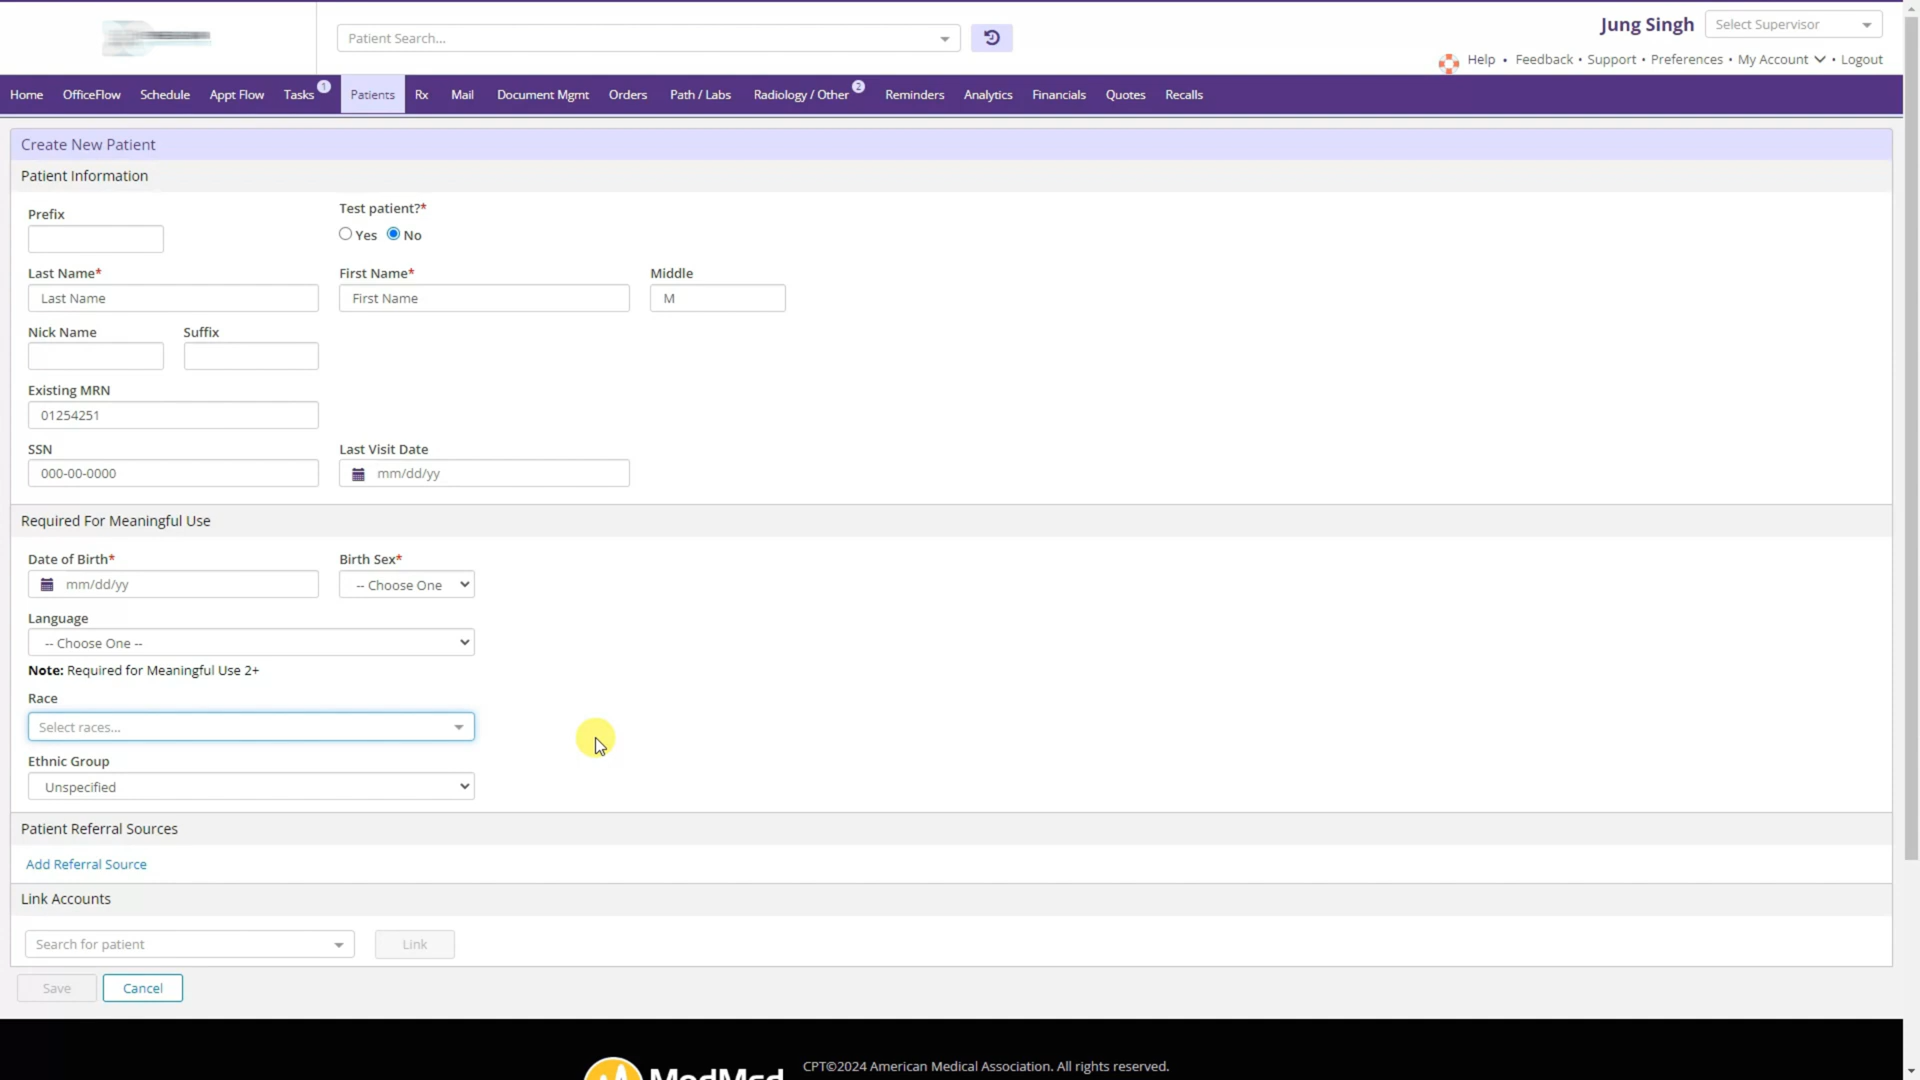 Jung Singh
Select Supervisor
Patient Search...
Help • Feedback • Support • Preferences • My Account • Logout
Home OfficeFlow Schedule Appt Flow Tasks 1 Patients Rx Mail Document Mgmt Orders Path / Labs Radiology / Other 2 Reminders Analytics Financials Quotes Recalls
Create New Patient
Patient Information
Prefix
Test patient?*
Yes No
Last Name* First Name* Middle
Last Name First Name M
Nick Name Suffix
Existing MRN
01254251
SSN Last Visit Date
000-00-0000 mm/dd/yy
Required For Meaningful Use
Date of Birth* Birth Sex*
mm/dd/yy -- Choose One
Language
-- Choose One --
Note: Required for Meaningful Use 2+
Race
Select races...
Ethnic Group
Unspecified
Patient Referral Sources
Add Referral Source
Link Accounts
Search for patient Link
Save Cancel
CPT©2024 American Medical Association. All rights reserved.